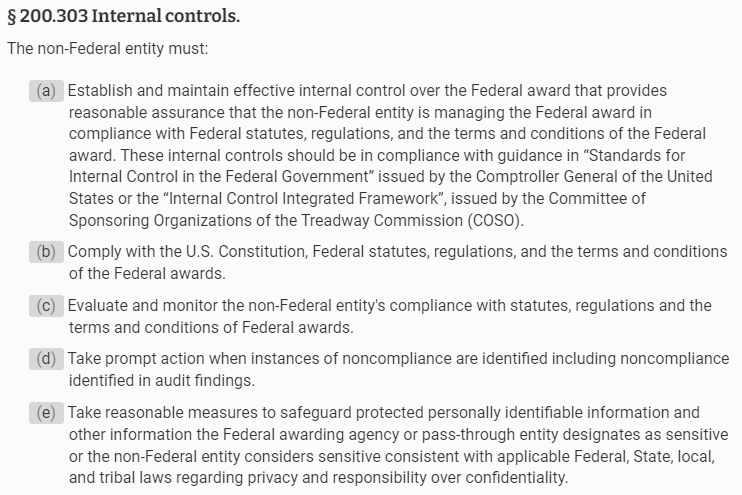 § 200.303 Internal controls.
The non-Federal entity must:
(a) Establish and maintain effective internal control over the Federal award that provides
reasonable assurance that the non-Federal entity is managing the Federal award in
compliance with Federal statutes, regulations, and the terms and conditions of the Federal
award. These internal controls should be in compliance with guidance in “Standards for
Internal Control in the Federal Government” issued by the Comptroller General of the United
States or the “Internal Control Integrated Framework”, issued by the Committee of
Sponsoring Organizations of the Treadway Commission (COSO).
(b) Comply with the U.S. Constitution, Federal statutes, regulations, and the terms and conditions
of the Federal awards.
(c) Evaluate and monitor the non-Federal entity's compliance with statutes, regulations and the
terms and conditions of Federal awards.
(d) Take prompt action when instances of noncompliance are identified including noncompliance
identified in audit findings.
(e) Take reasonable measures to safeguard protected personally identifiable information and
other information the Federal awarding agency or pass-through entity designates as sensitive
or the non-Federal entity considers sensitive consistent with applicable Federal, State, local,
and tribal laws regarding privacy and responsibility over confidentiality.